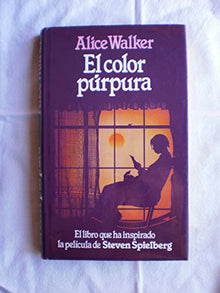 Alice Walker
El color
púrpura
El libro que ha inspirado
la película de Steven Spielberg